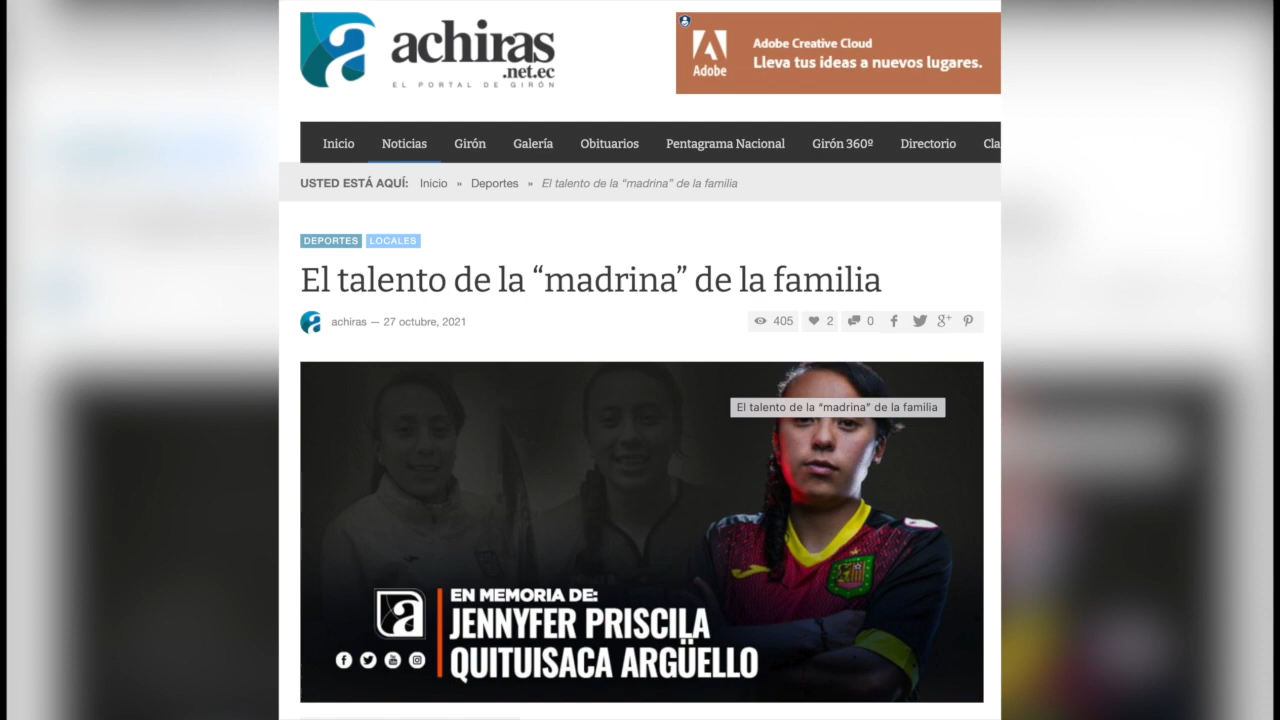 achiras
.net.ec
EL PORTAL DE GIRÓN
Adobe
Adobe Creative Cloud
Lleva tus ideas a nuevos lugares.
Inicio Noticias Girón Galería Obituarios Pentagrama Nacional Girón 360º Directorio Cla
USTED ESTÁ AQUÍ: Inicio » Deportes » El talento de la “madrina” de la familia
DEPORTES LOCALES
El talento de la “madrina” de la familia
achiras — 27 octubre, 2021
405 2 0
El talento de la “madrina” de la familia
EN MEMORIA DE:
JENNYFER PRISCILA
QUITUISACA ARGÜELLO